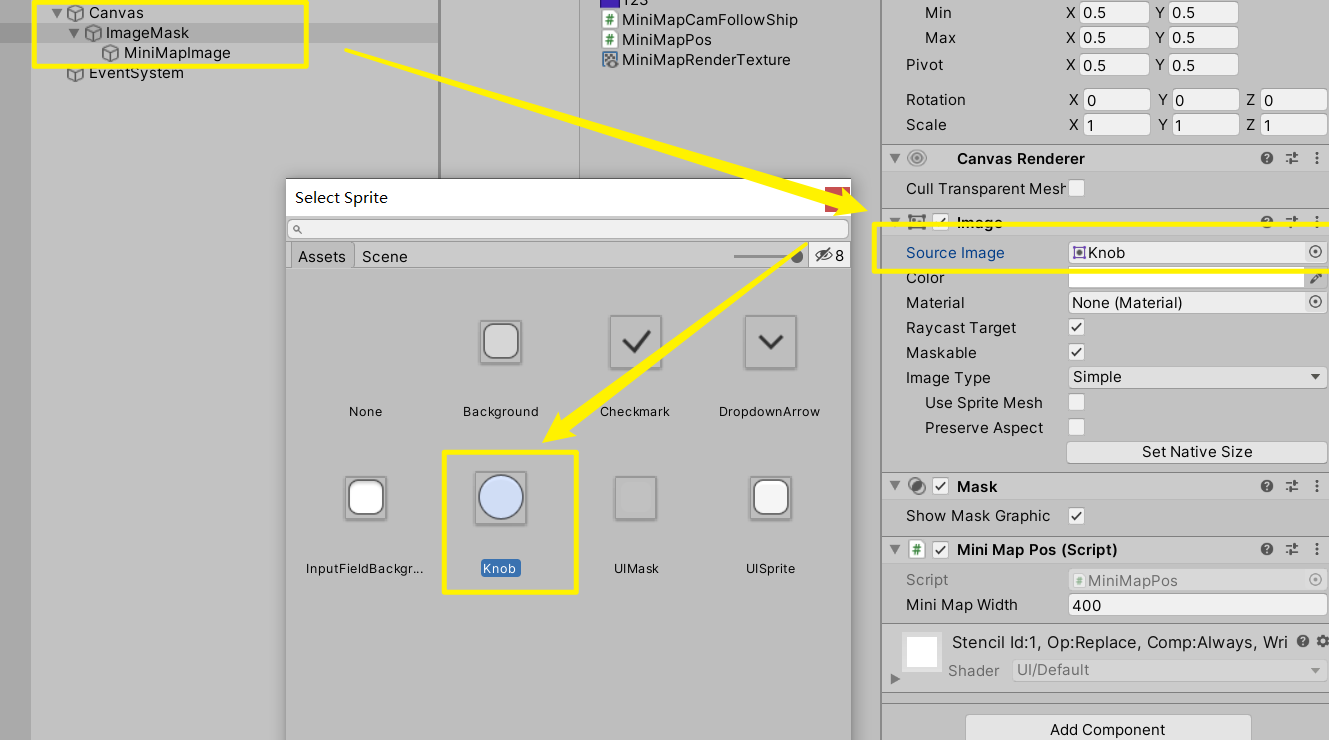 Canvas
ImageMask
MiniMapImage
EventSystem
123
MiniMapCamFollowShip
MiniMapPos
MiniMapRenderTexture
Min X 0.5 Y 0.5
Max X 0.5 Y 0.5
Pivot X 0.5 Y 0.5
Rotation X 0 Y 0 Z 0
Scale X 1 Y 1 Z 1
Canvas Renderer
Cull Transparent Mesh
Image
Source Image Knob
Color
Material None (Material)
Raycast Target
Maskable
Image Type Simple
Use Sprite Mesh
Preserve Aspect
Set Native Size
Mask
Show Mask Graphic
Mini Map Pos (Script)
Script MiniMapPos
Mini Map Width 400
Stencil Id:1, Op:Replace, Comp:Always, Wri
Shader UI/Default
Add Component
Select Sprite
Assets Scene 8
None Background Checkmark DropdownArrow
InputFieldBackgr... Knob UIMask UISprite